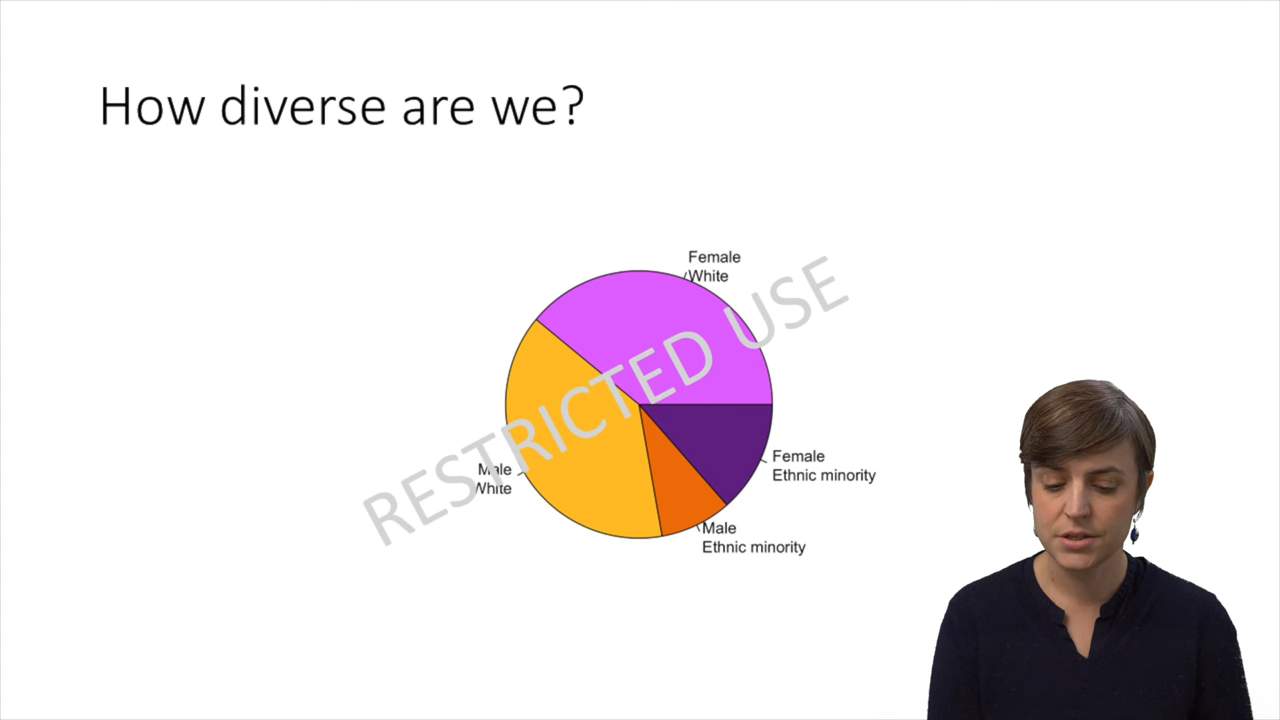 How diverse are we?
Female
White
RESTRICTED USE
Female
Ethnic minority
Male
White
Male
Ethnic minority